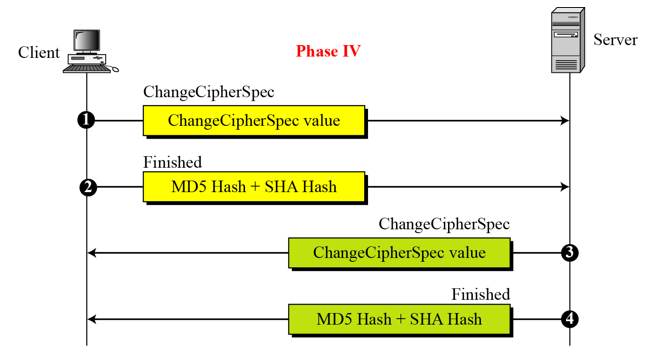 Phase IV
Client
Server
ChangeCipherSpec
1
ChangeCipherSpec value
Finished
2
MD5 Hash + SHA Hash
ChangeCipherSpec
ChangeCipherSpec value
3
Finished
MD5 Hash + SHA Hash
4